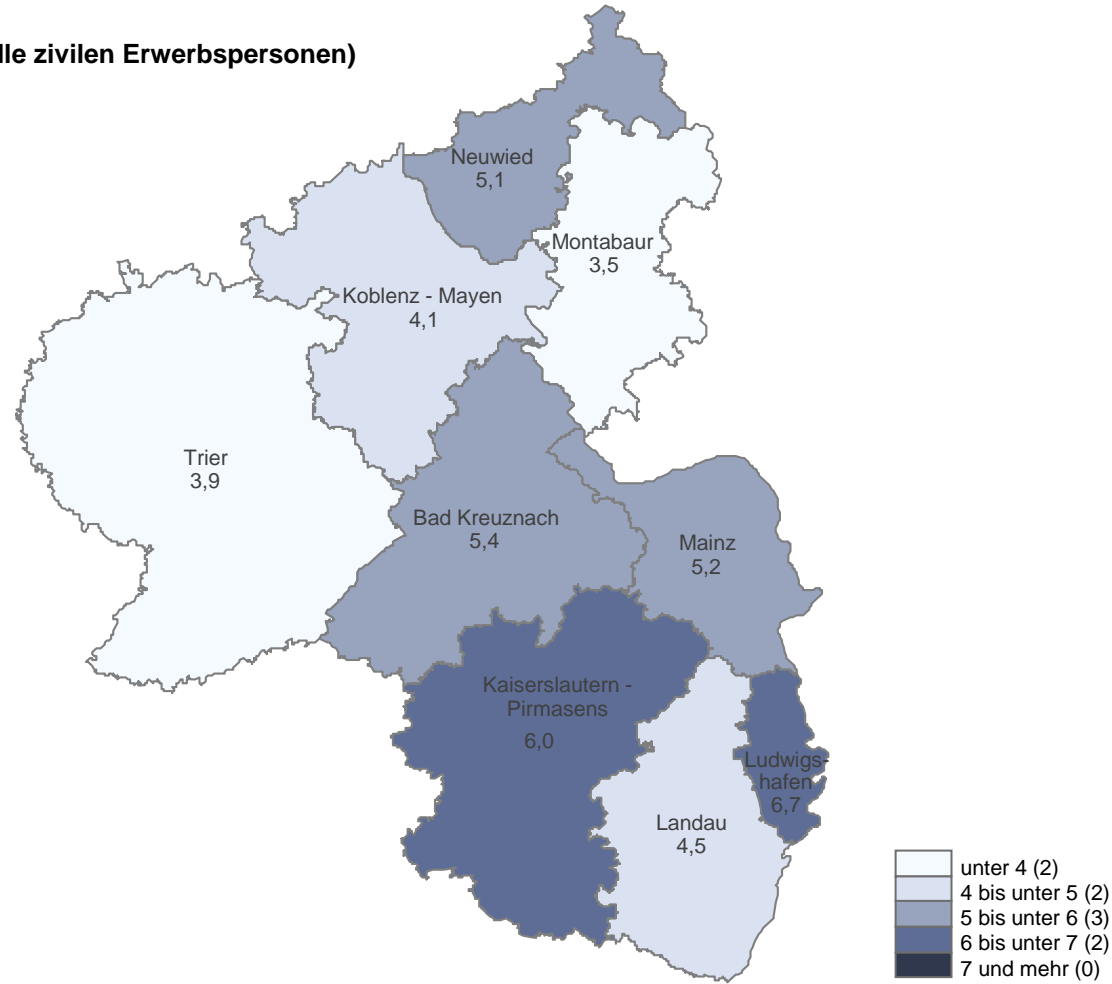 lle zivilen Erwerbspersonen)
Neuwied
5,1
Montabaur
3,5
Koblenz - Mayen
4,1
Trier
3,9
Bad Kreuznach
5,4
Mainz
5,2
Kaiserslautern -
Pirmasens
6,0
Ludwigs-
hafen
6,7
Landau
4,5
unter 4 (2)
4 bis unter 5 (2)
5 bis unter 6 (3)
6 bis unter 7 (2)
7 und mehr (0)